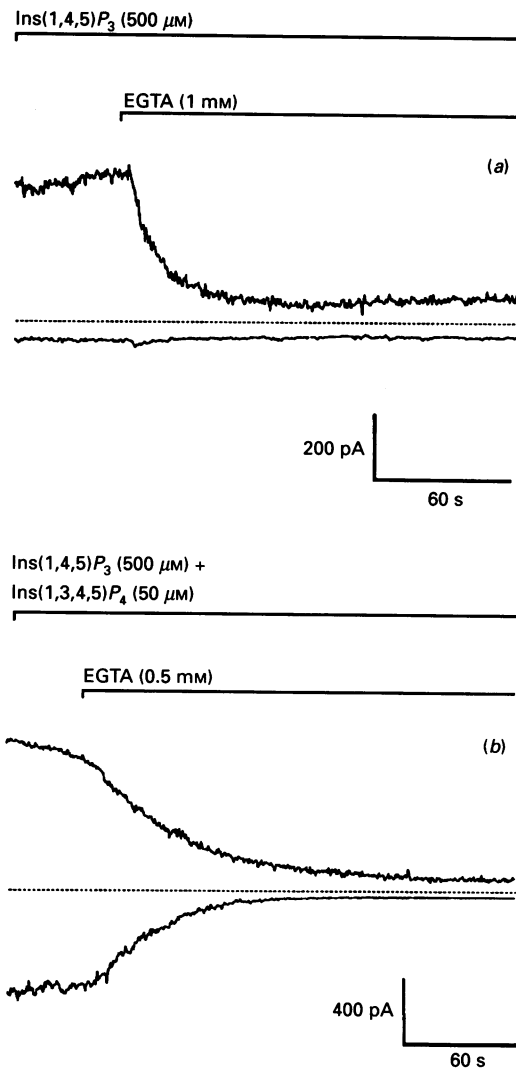 Ins(1,4,5)P₃ (500 μM)
EGTA (1 mM)
(a)
200 pA
60 s
Ins(1,4,5)P₃ (500 μM) +
Ins(1,3,4,5)P₄ (50 μM)
EGTA (0.5 mM)
(b)
400 pA
60 s